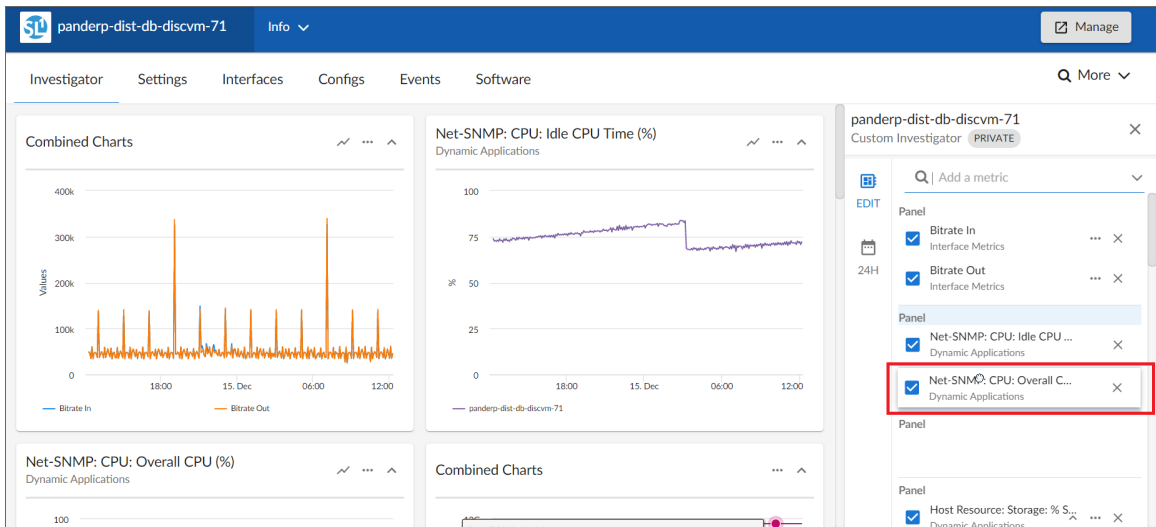 SL1
panderp-dist-db-discvm-71
Info
Manage
Investigator
Settings
Interfaces
Configs
Events
Software
More
Combined Charts
400k
300k
200k
100k
0
Values
18:00
15. Dec
06:00
12:00
Bitrate In
Bitrate Out
Net-SNMP: CPU: Idle CPU Time (%)
Dynamic Applications
100
75
50
25
0
%
18:00
15. Dec
06:00
12:00
panderp-dist-db-discvm-71
Net-SNMP: CPU: Overall CPU (%)
Dynamic Applications
100
Combined Charts
panderp-dist-db-discvm-71
Custom Investigator PRIVATE
EDIT
24H
Add a metric
Panel
Bitrate In
Interface Metrics
Bitrate Out
Interface Metrics
Panel
Net-SNMP: CPU: Idle CPU ...
Dynamic Applications
Net-SNMP: CPU: Overall C...
Dynamic Applications
Panel
Panel
Host Resource: Storage: % S...
Dynamic Applications